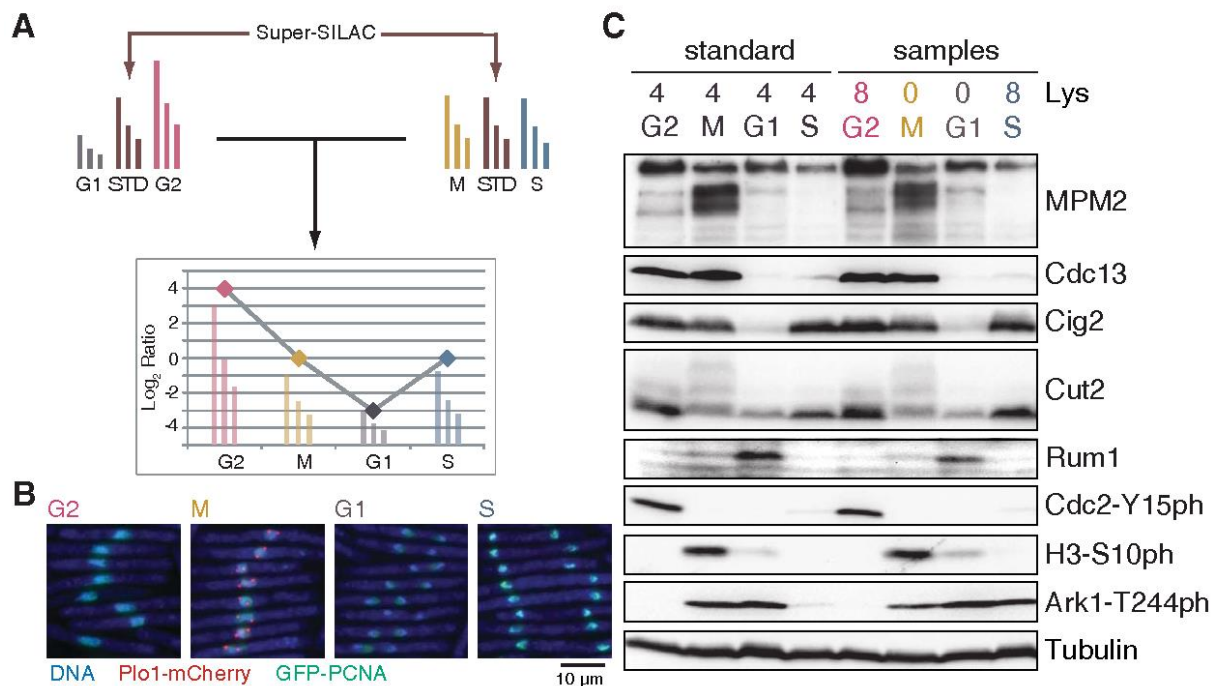 A
Super-SILAC
G1 STD G2
M STD S
Log2 Ratio
4
2
0
-2
-4
G2 M G1 S
B
G2 M G1 S
DNA Plo1-mCherry GFP-PCNA
10 µm
C
standard samples
4 4 4 4 8 0 0 8 Lys
G2 M G1 S G2 M G1 S
MPM2
Cdc13
Cig2
Cut2
Rum1
Cdc2-Y15ph
H3-S10ph
Ark1-T244ph
Tubulin